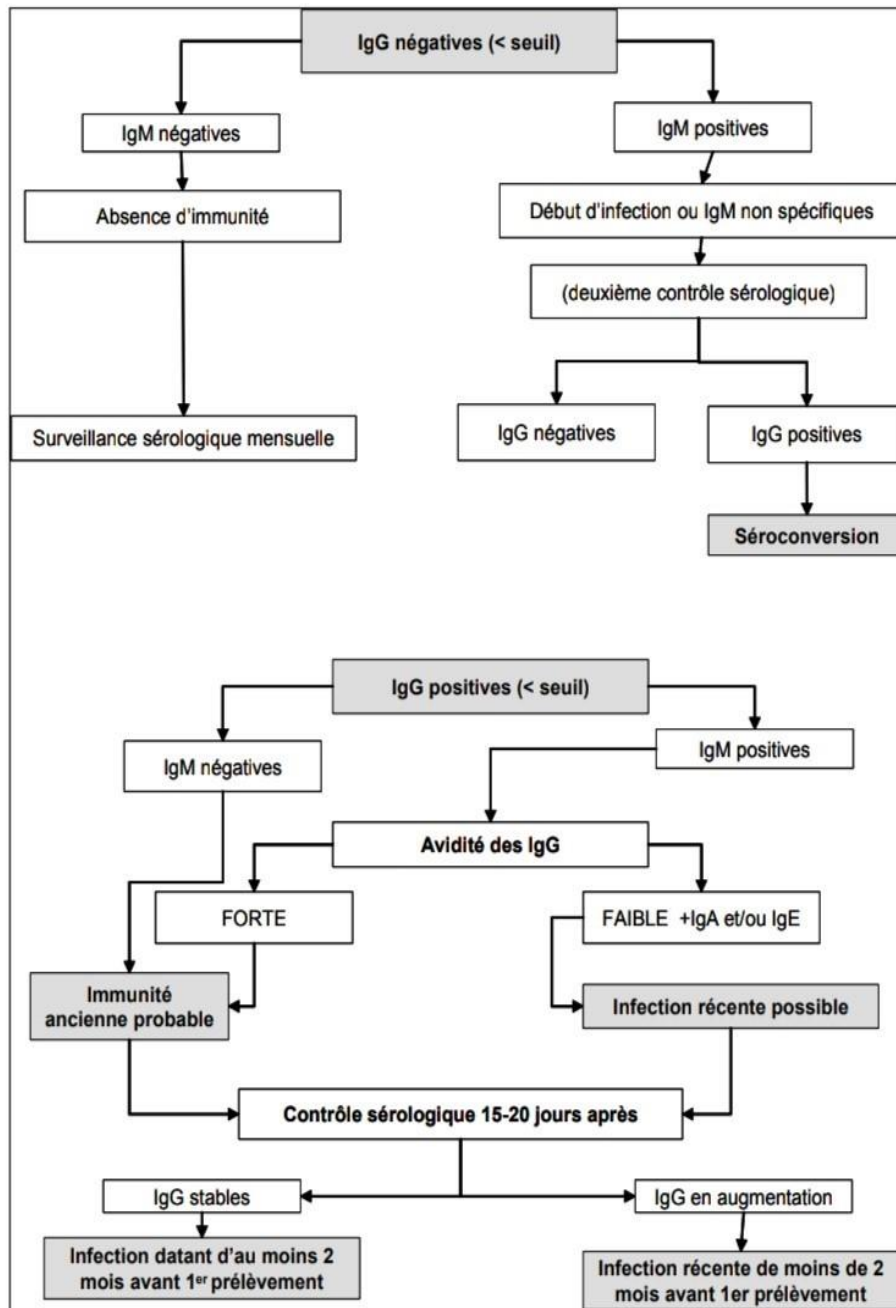 IgG négatives (< seuil)
IgM négatives
IgM positives
Absence d'immunité
Début d'infection ou IgM non spécifiques
(deuxième contrôle sérologique)
Surveillance sérologique mensuelle
IgG négatives
IgG positives
Séroconversion
IgG positives (< seuil)
IgM négatives
IgM positives
Avidité des IgG
FORTE
FAIBLE +IgA et/ou IgE
Immunité
ancienne probable
Infection récente possible
Contrôle sérologique 15-20 jours après
IgG stables
IgG en augmentation
Infection datant d'au moins 2
mois avant 1er prélèvement
Infection récente de moins de 2
mois avant 1er prélèvement